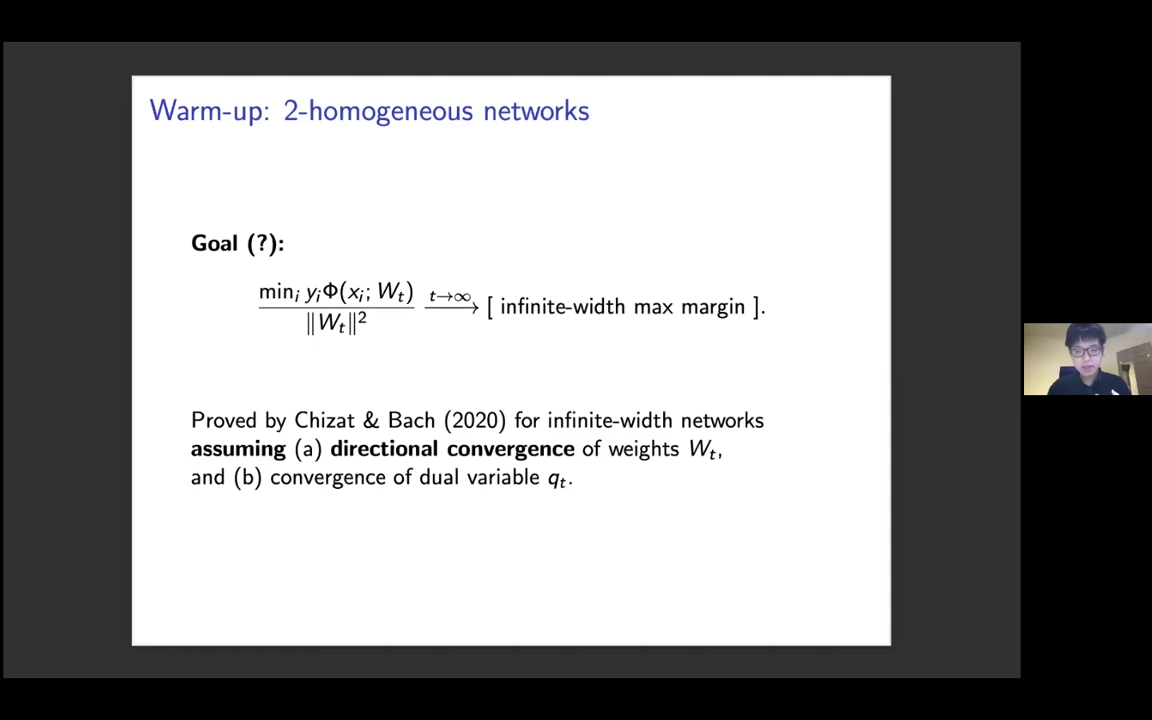 Warm-up: 2-homogeneous networks
Goal (?):
min_i y_iΦ(x_i; W_t) / ‖W_t‖² —t→∞→ [ infinite-width max margin ].
Proved by Chizat & Bach (2020) for infinite-width networks
assuming (a) directional convergence of weights W_t,
and (b) convergence of dual variable q_t.